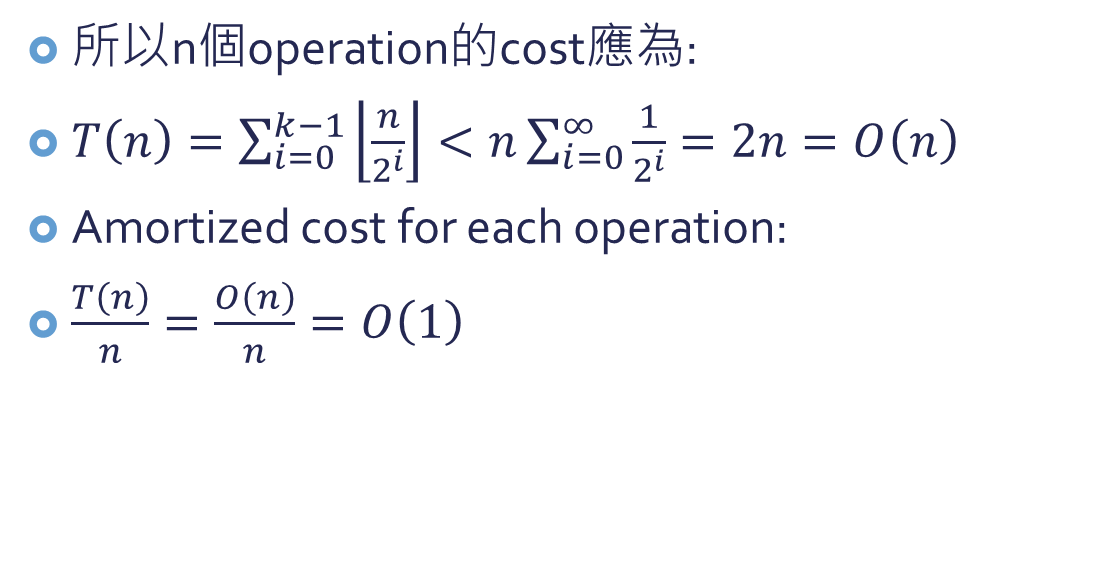 所以n個operation的cost應為:
T(n) = ∑_{i=0}^{k−1} ⌊n/2^i⌋ < n ∑_{i=0}^{∞} 1/2^i = 2n = O(n)
Amortized cost for each operation:
T(n)/n = O(n)/n = O(1)